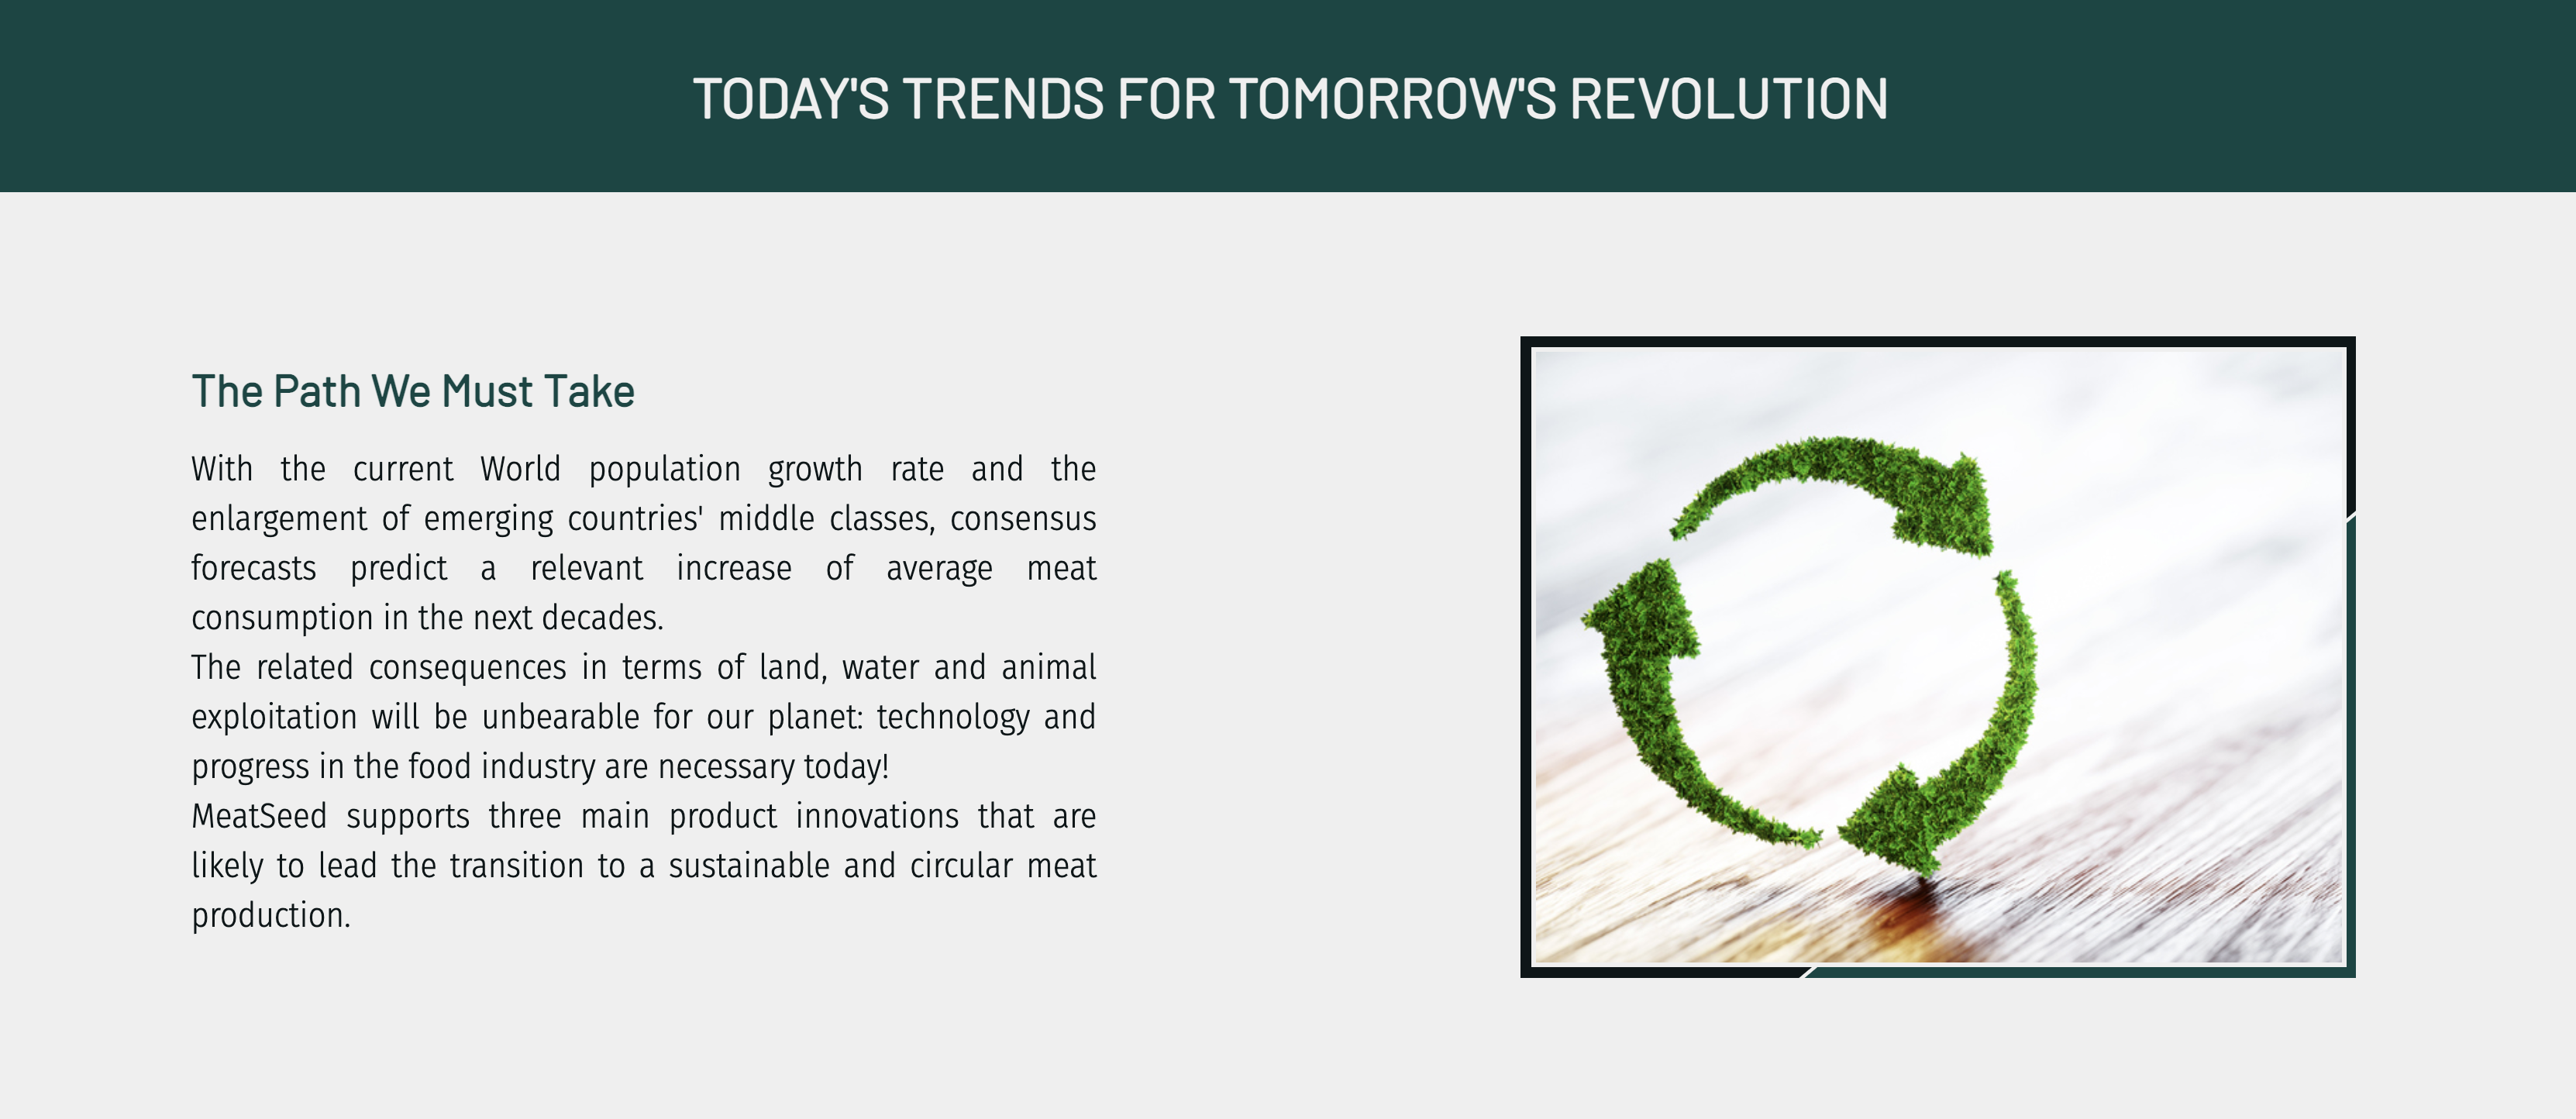 TODAY'S TRENDS FOR TOMORROW'S REVOLUTION
The Path We Must Take
With the current World population growth rate and the
enlargement of emerging countries' middle classes, consensus
forecasts predict a relevant increase of average meat
consumption in the next decades.
The related consequences in terms of land, water and animal
exploitation will be unbearable for our planet: technology and
progress in the food industry are necessary today!
MeatSeed supports three main product innovations that are
likely to lead the transition to a sustainable and circular meat
production.